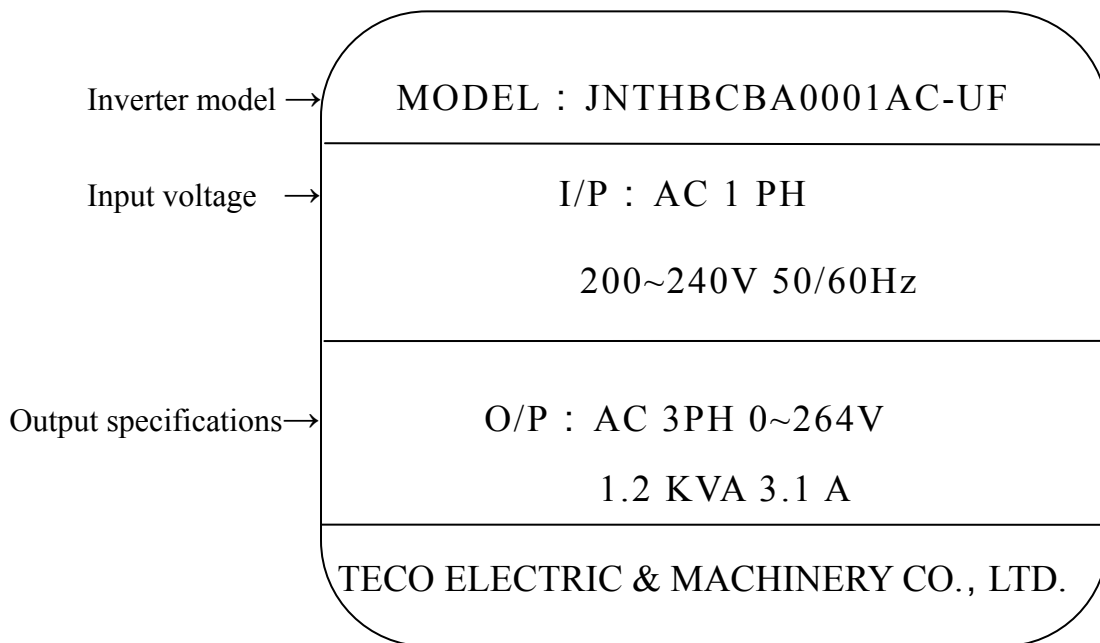 Inverter model →
MODEL : JNTHBCBA0001AC-UF
Input voltage →
I/P : AC 1 PH
200~240V 50/60Hz
Output specifications→
O/P : AC 3PH 0~264V
1.2 KVA 3.1 A
TECO ELECTRIC & MACHINERY CO., LTD.